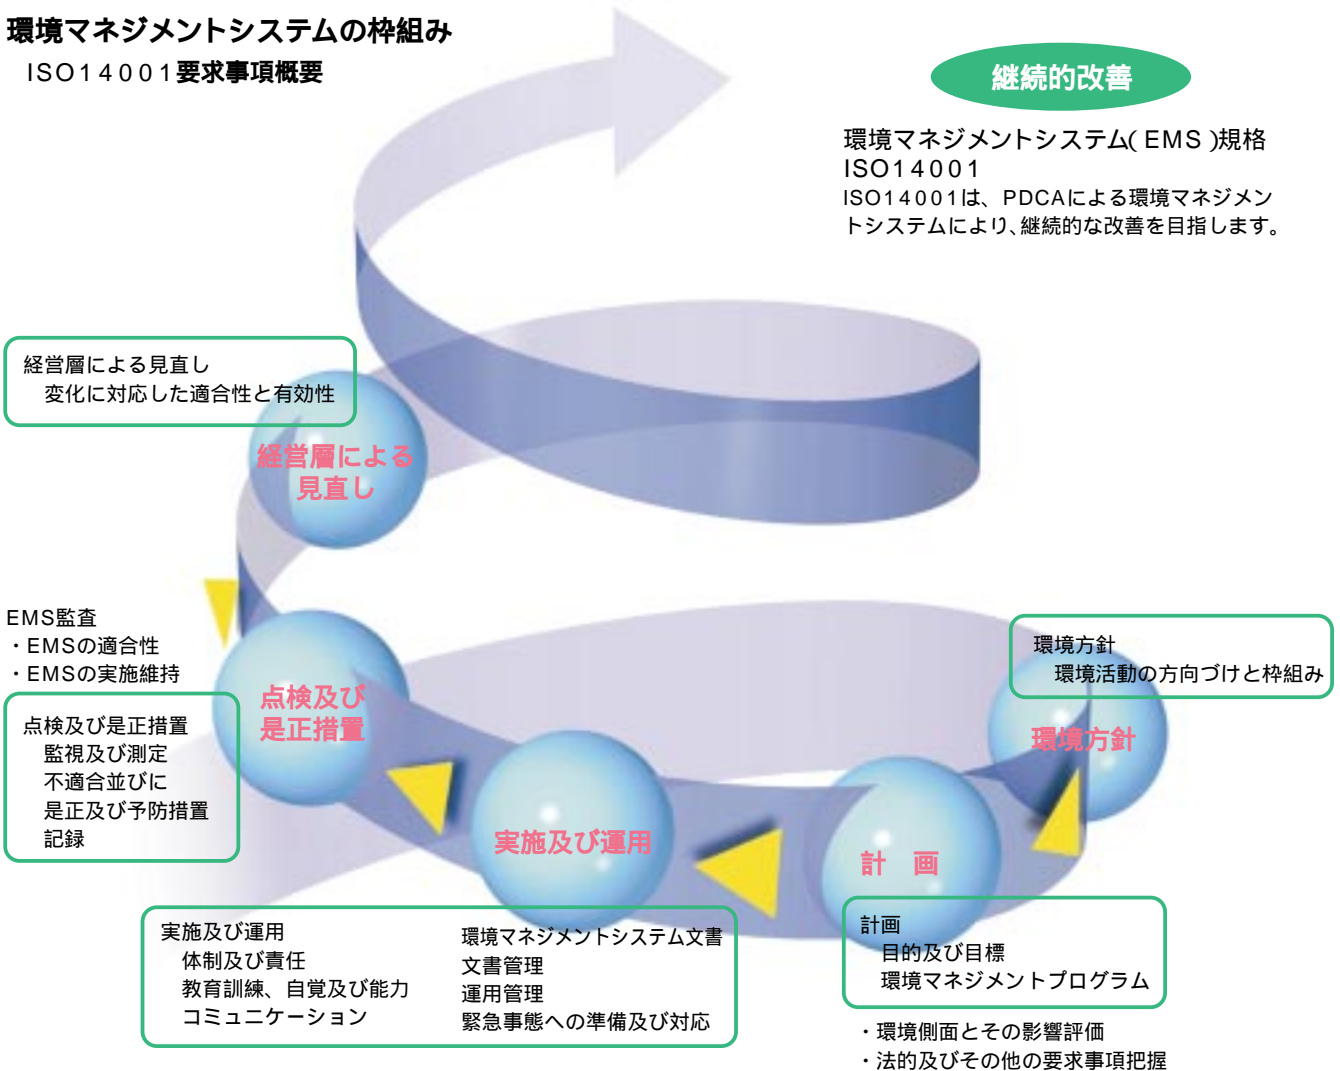 環境マネジメントシステムの枠組み
ISO14001要求事項概要
継続的改善
環境マネジメントシステム(EMS)規格
ISO14001
ISO14001は、PDCAによる環境マネジメン
トシステムにより、継続的な改善を目指します。
経営層による見直し
変化に対応した適合性と有効性
経営層による
見直し
EMS監査
・EMSの適合性
・EMSの実施維持
点検及び是正措置
監視及び測定
不適合並びに
是正及び予防措置
記録
点検及び
是正措置
環境方針
環境活動の方向づけと枠組み
環境方針
実施及び運用
計 画
実施及び運用
体制及び責任
教育訓練、自覚及び能力
コミュニケーション
環境マネジメントシステム文書
文書管理
運用管理
緊急事態への準備及び対応
計画
目的及び目標
環境マネジメントプログラム
・環境側面とその影響評価
・法的及びその他の要求事項把握